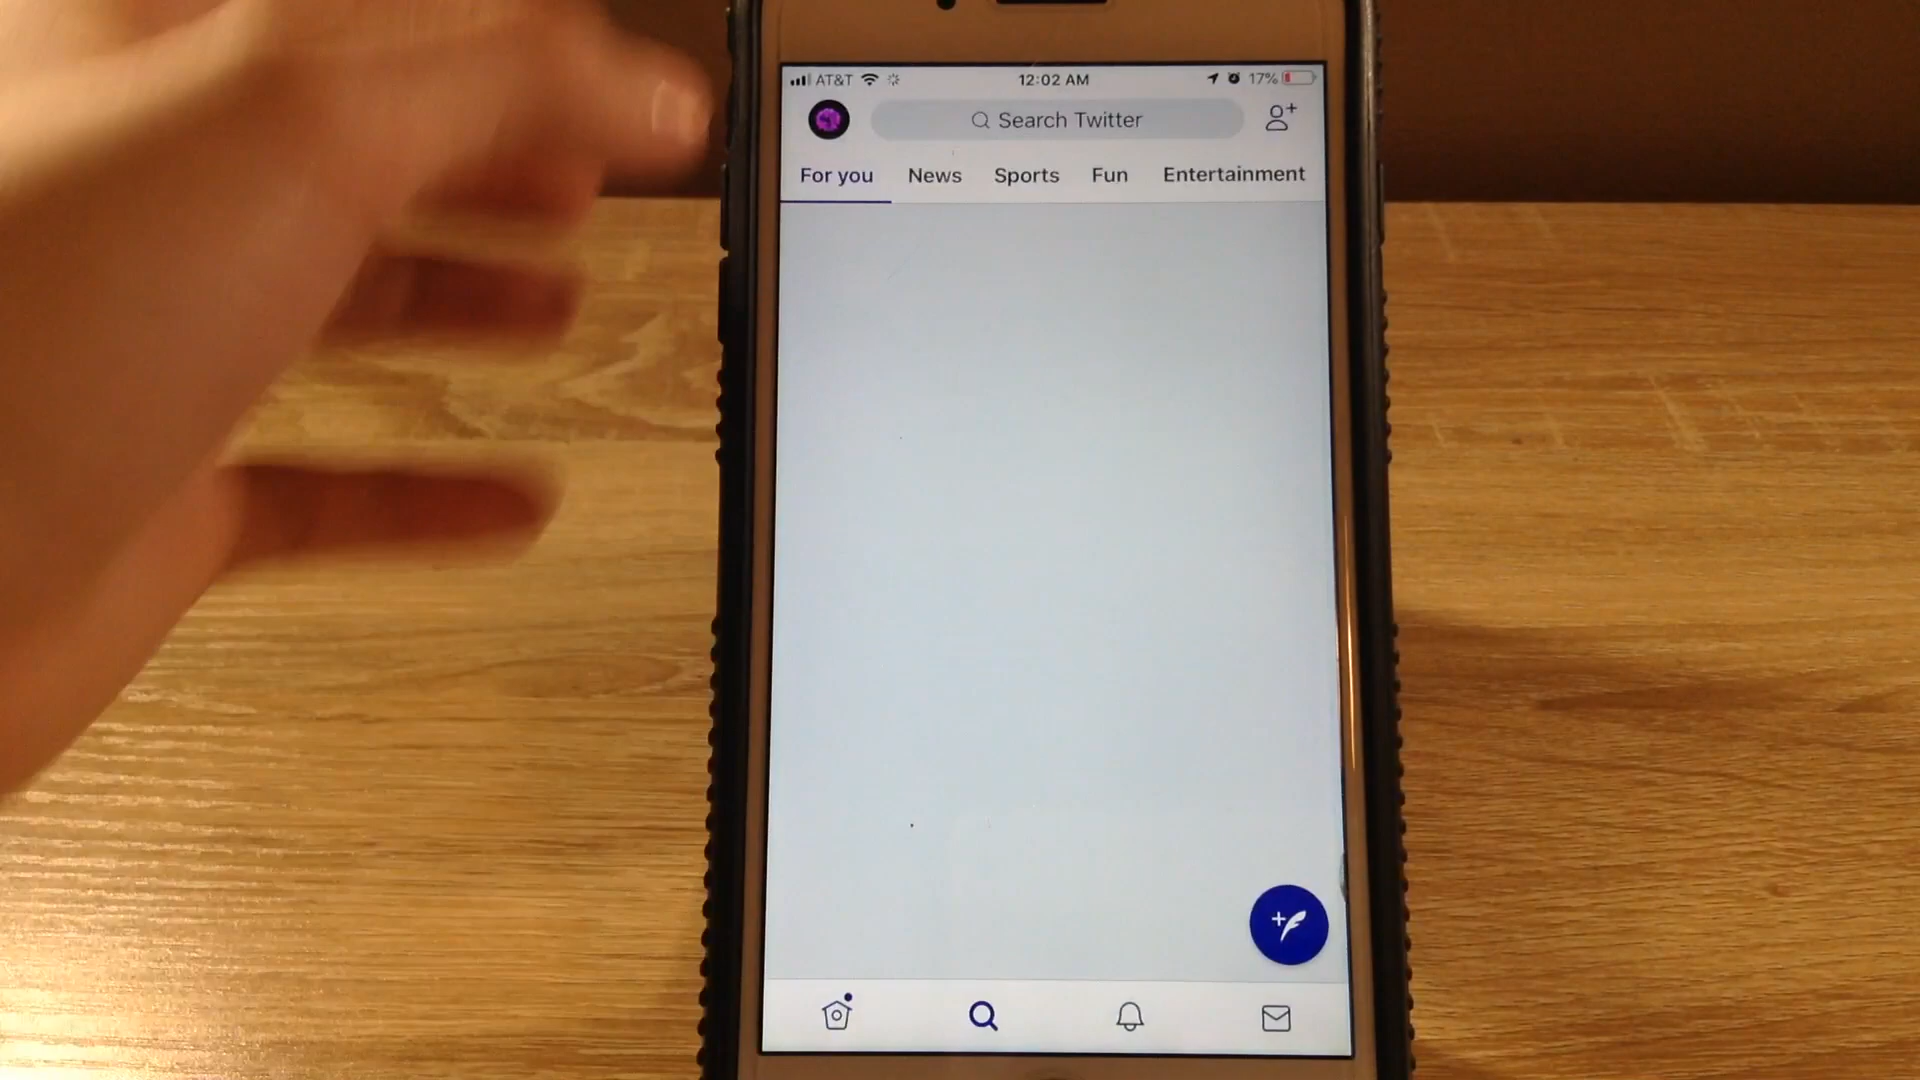 AT&T 12:02 AM 17%
Search Twitter
For you News Sports Fun Entertainment